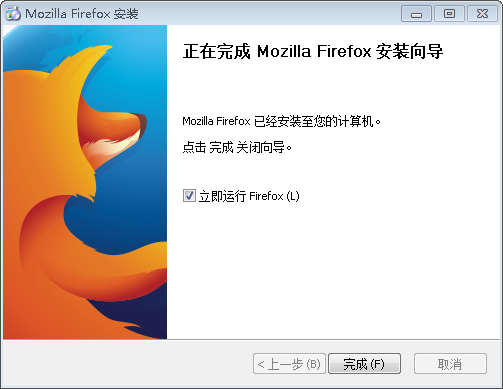 Mozilla Firefox 安装
正在完成 Mozilla Firefox 安装向导
Mozilla Firefox 已经安装至您的计算机。
点击 完成 关闭向导。
立即运行 Firefox (L)
< 上一步 (B)
完成 (F)
取消